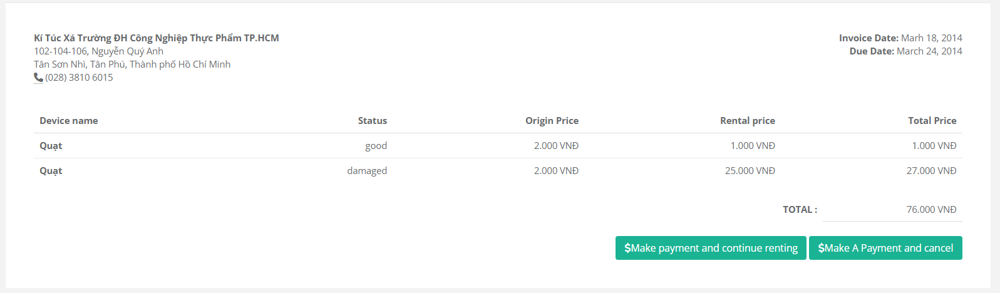 Kí Túc Xá Trường ĐH Công Nghiệp Thực Phẩm TP.HCM
102-104-106, Nguyễn Quý Anh
Tân Sơn Nhì, Tân Phú, Thành phố Hồ Chí Minh
(028) 3810 6015
Invoice Date: Marh 18, 2014
Due Date: March 24, 2014
Device name Status Origin Price Rental price Total Price
Quạt good 2.000 VNĐ 1.000 VNĐ 1.000 VNĐ
Quạt damaged 2.000 VNĐ 25.000 VNĐ 27.000 VNĐ
TOTAL : 76.000 VNĐ
$Make payment and continue renting $Make A Payment and cancel